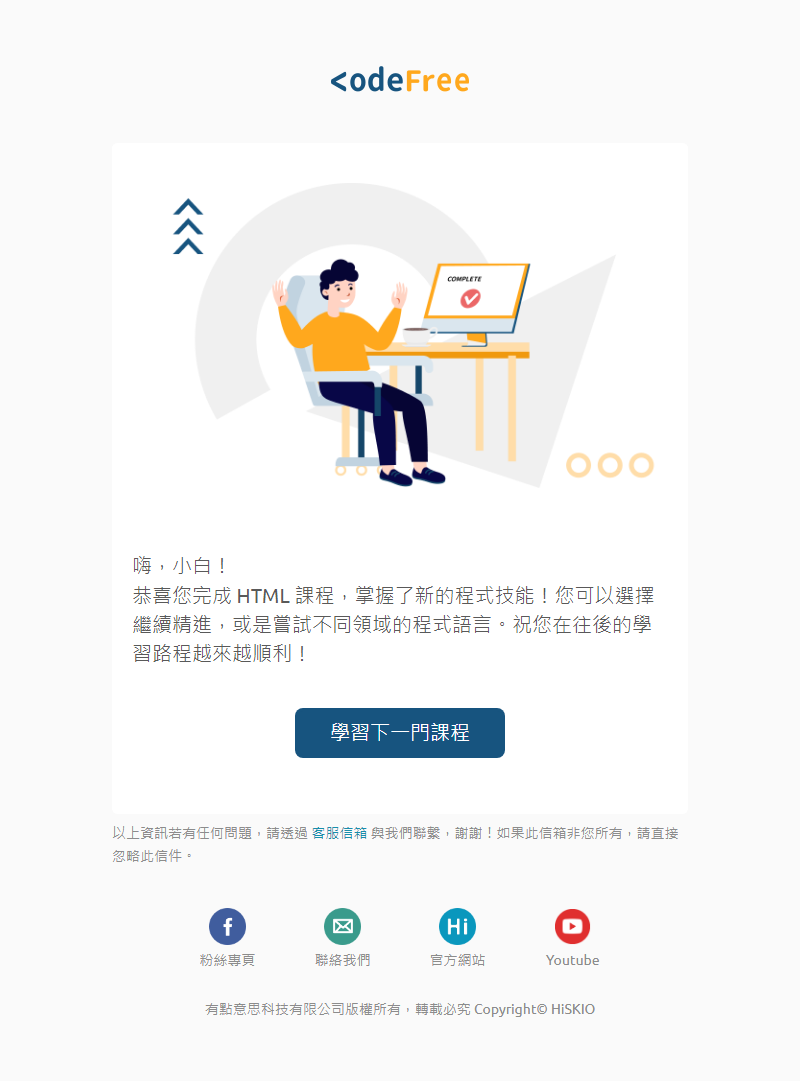 <odeFree
COMPLETE
嗨，小白！
恭喜您完成 HTML 課程，掌握了新的程式技能！您可以選擇
繼續精進，或是嘗試不同領域的程式語言。祝您在往後的學
習路程越來越順利！
學習下一門課程
以上資訊若有任何問題，請透過 客服信箱 與我們聯繫，謝謝！如果此信箱非您所有，請直接
忽略此信件。
Hi
粉絲專頁 聯絡我們 官方網站 Youtube
有點意思科技有限公司版權所有，轉載必究 Copyright© HiSKIO